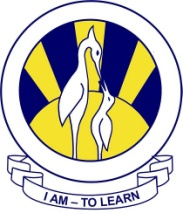 I AM – TO LEARN